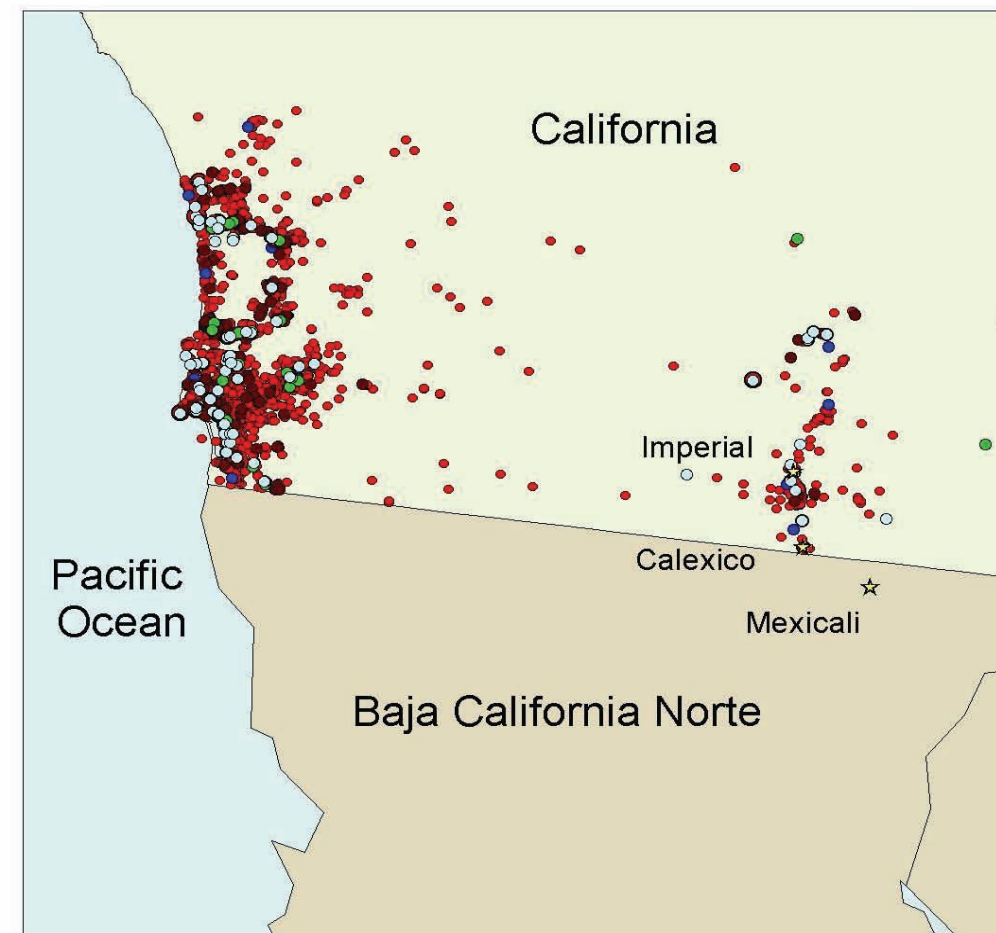 California
Imperial
Calexico
Pacific
Ocean
Mexicali
Baja California Norte